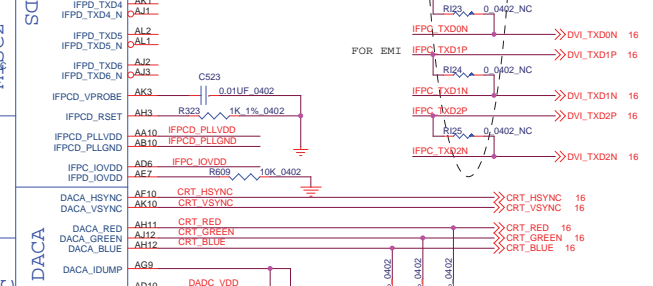 IFPD_TXD4 AK1
IFPD_TXD4_N AJ1
RI23 0_0402_NC
IFPC_TXD0N DVI_TXD0N 16
IFPD_TXD5 AL2
IFPD_TXD5_N AL1
FOR EMI IFPC_TXD1P DVI_TXD1P 16
IFPD_TXD6 AJ2
IFPD_TXD6_N AJ3
RI24 0_0402_NC
C523
0.01UF_0402
IFPCD_VPROBE AK3
IFPC_TXD1N DVI_TXD1N 16
IFPCD_RSET AH3 R323 1K_1%_0402
IFPC_TXD2P DVI_TXD2P 16
IFPCD_PLLVDD AA10 IFPCD_PLLVDD
IFPCD_PLLGND AB10 IFPCD_PLLGND
RI25 0_0402_NC
IFPC_TXD2N DVI_TXD2N 16
IFPC_IOVDD AD6 IFPC_IOVDD
IFPD_IOVDD AE7 R609 10K_0402
DACA_HSYNC AF10 CRT_HSYNC CRT_HSYNC 16
DACA_VSYNC AK10 CRT_VSYNC CRT_VSYNC 16
DACA_RED AH11 CRT_RED CRT_RED 16
DACA_GREEN AJ12 CRT_GREEN CRT_GREEN 16
DACA_BLUE AH12 CRT_BLUE CRT_BLUE 16
DACA
DACA_IDUMP AG9
_0402
_0402
_0402
DADC_VDD